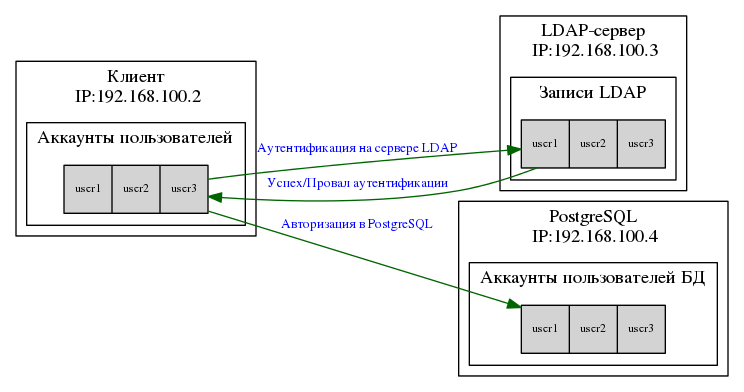 Клиент
IP:192.168.100.2
Аккаунты пользователей
user1 user2 user3
Аутентификация на сервере LDAP
Успех/Провал аутентификации
Авторизация в PostgreSQL
LDAP-сервер
IP:192.168.100.3
Записи LDAP
user1 user2 user3
PostgreSQL
IP:192.168.100.4
Аккаунты пользователей БД
user1 user2 user3